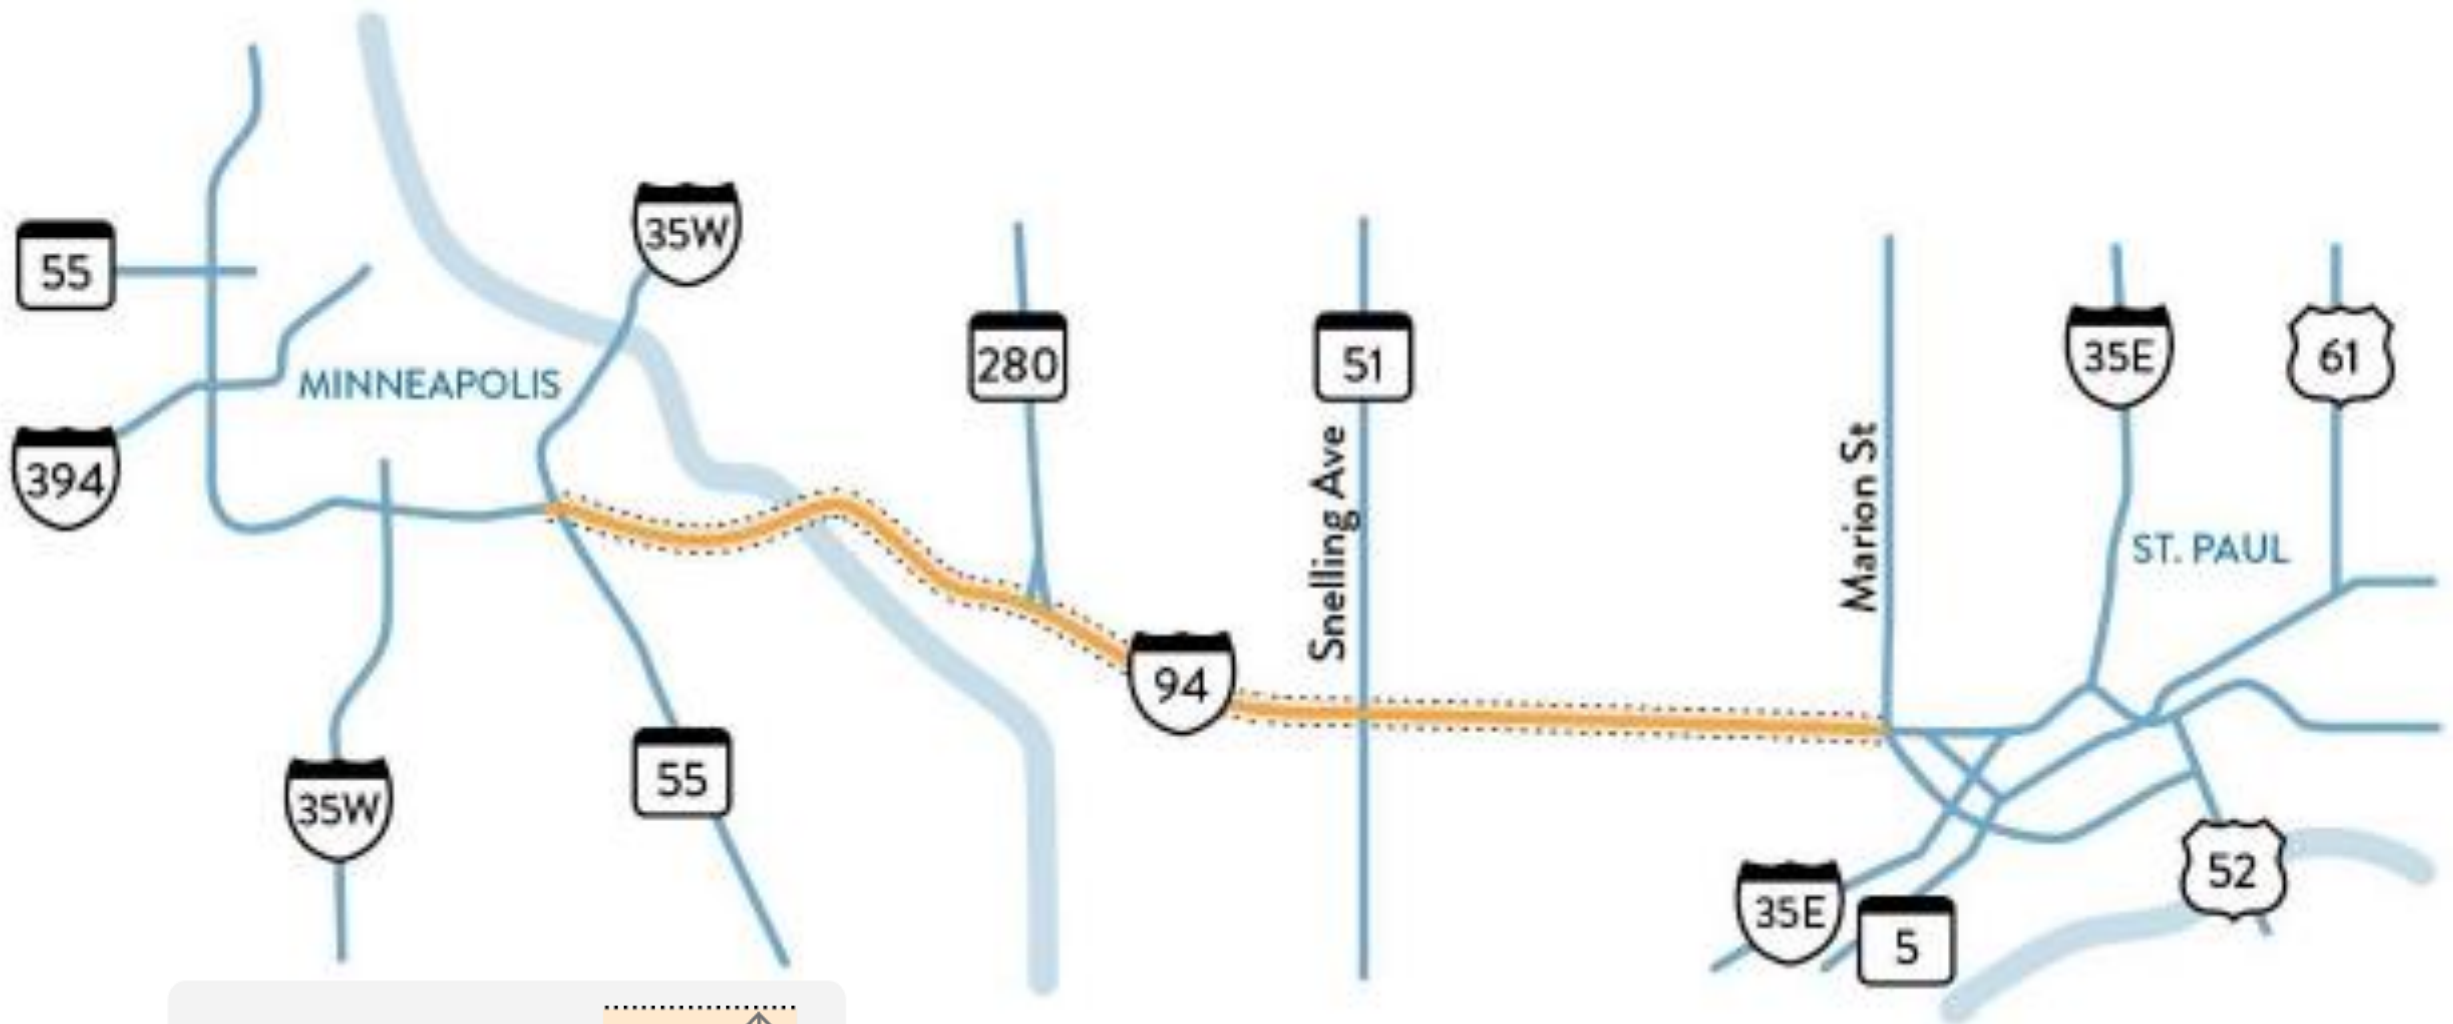 35W
55
280
51
35E
61
MINNEAPOLIS
394
Snelling Ave
Marion St
ST. PAUL
94
35W
55
52
35E
5